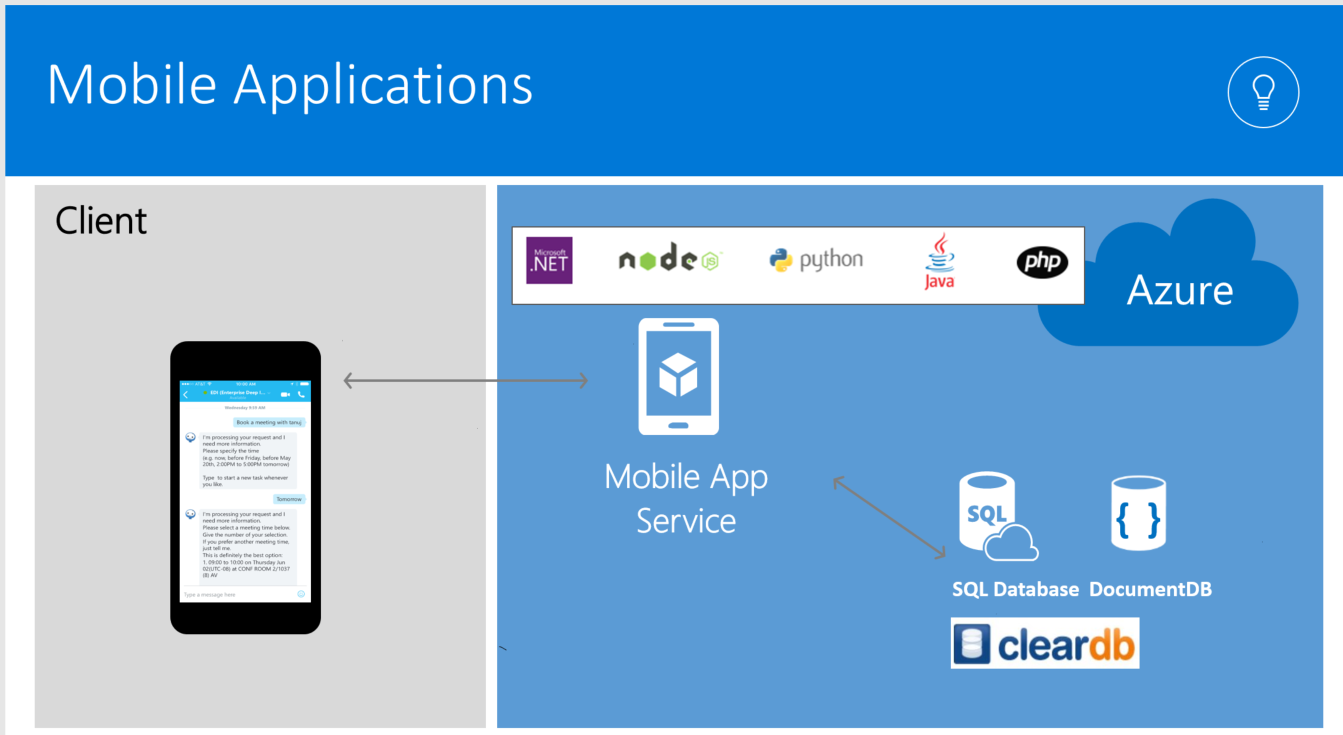 Mobile Applications
Client
Microsoft
.NET
node JS
python
Java
php
Azure
10:00 AM
EDI (Enterprise Deep I...
Wednesday 9:59 AM
Book a meeting with tanuj
I'm processing your request and I
need more information.
Please specify the time
(e.g. now, before Friday, before May
20th, 2:00PM to 5:00PM tomorrow)
Type to start a new task whenever
you like.
Tomorrow
I'm processing your request and I
need more information.
Please select a meeting time below.
Give the number of your selection.
If you prefer another meeting time,
just tell me.
This is definitely the best option:
1. 09:00 to 10:00 on Thursday Jun
02(UTC-08) at CONF ROOM 2/1037
(8) AV
Type a message here
Mobile App
Service
SQL
{ }
SQL Database DocumentDB
cleardb